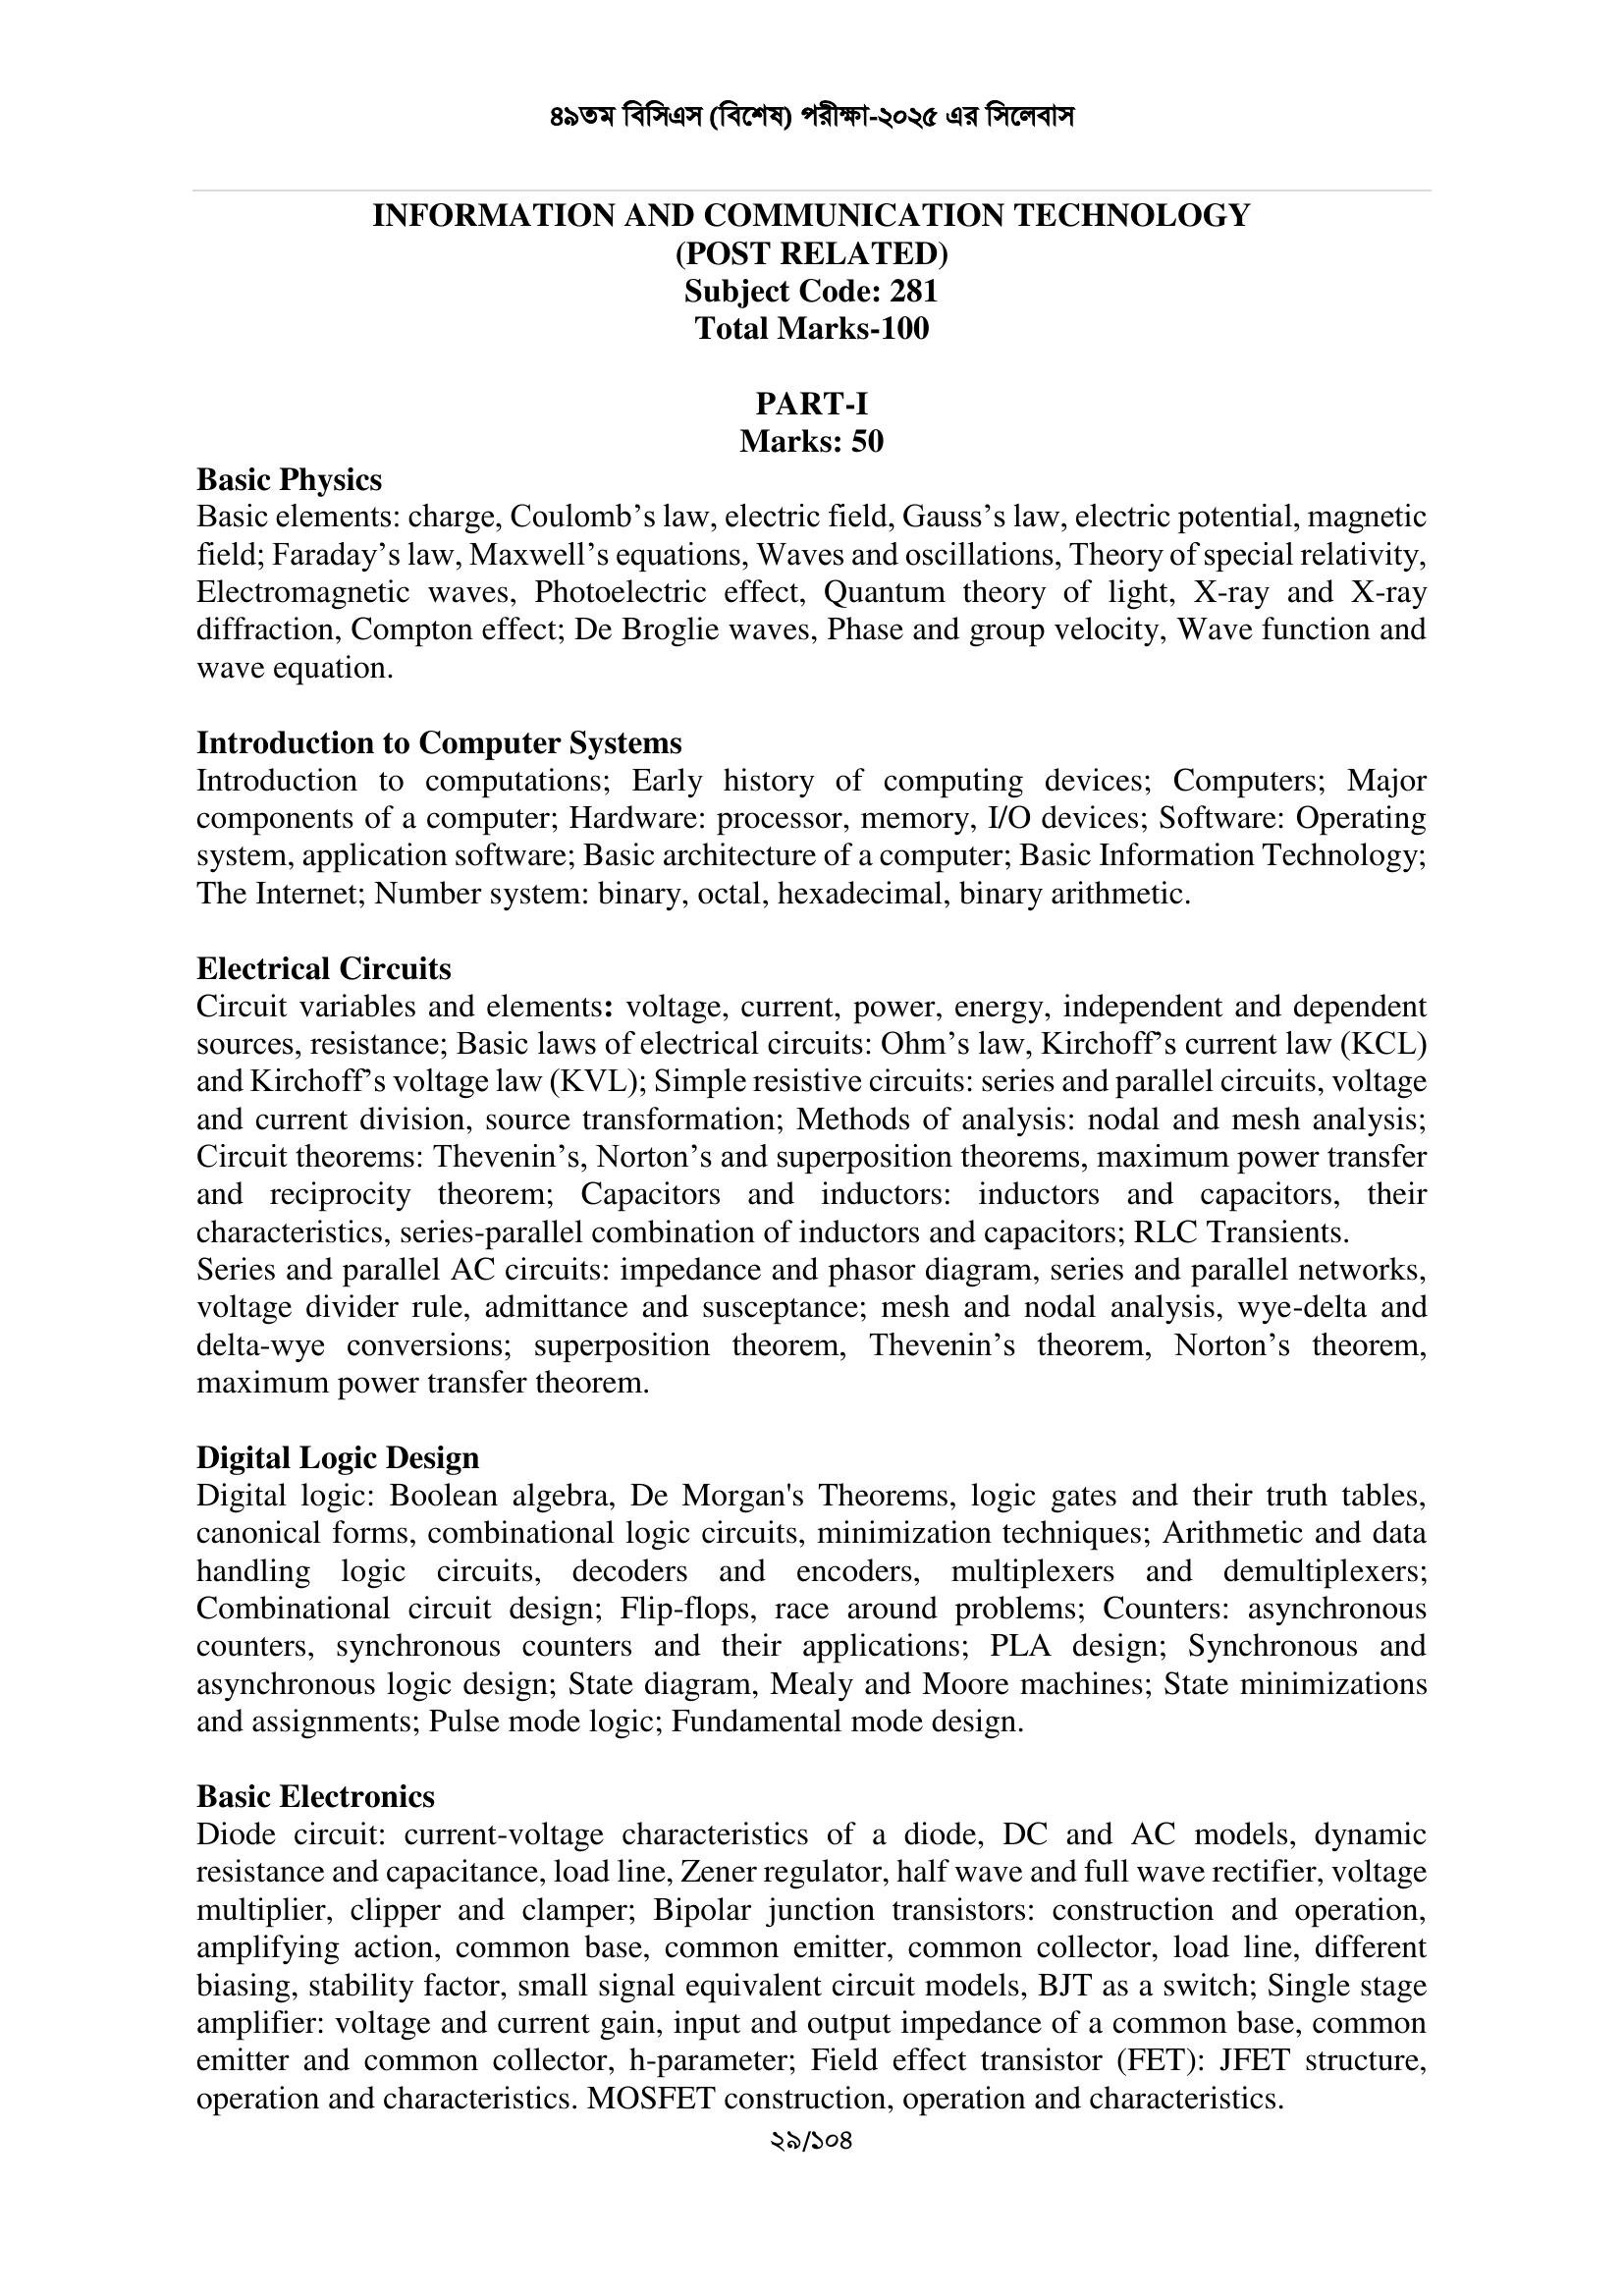 ৪৯তম বিসিএস (বিশেষ) পরীক্ষা-২০২৫ এর সিলেবাস
INFORMATION AND COMMUNICATION TECHNOLOGY
(POST RELATED)
Subject Code: 281
Total Marks-100
PART-I
Marks: 50
Basic Physics
Basic elements: charge, Coulomb’s law, electric field, Gauss’s law, electric potential, magnetic
field; Faraday’s law, Maxwell’s equations, Waves and oscillations, Theory of special relativity,
Electromagnetic waves, Photoelectric effect, Quantum theory of light, X-ray and X-ray
diffraction, Compton effect; De Broglie waves, Phase and group velocity, Wave function and
wave equation.
Introduction to Computer Systems
Introduction to computations; Early history of computing devices; Computers; Major
components of a computer; Hardware: processor, memory, I/O devices; Software: Operating
system, application software; Basic architecture of a computer; Basic Information Technology;
The Internet; Number system: binary, octal, hexadecimal, binary arithmetic.
Electrical Circuits
Circuit variables and elements: voltage, current, power, energy, independent and dependent
sources, resistance; Basic laws of electrical circuits: Ohm’s law, Kirchoff’s current law (KCL)
and Kirchoff’s voltage law (KVL); Simple resistive circuits: series and parallel circuits, voltage
and current division, source transformation; Methods of analysis: nodal and mesh analysis;
Circuit theorems: Thevenin’s, Norton’s and superposition theorems, maximum power transfer
and reciprocity theorem; Capacitors and inductors: inductors and capacitors, their
characteristics, series-parallel combination of inductors and capacitors; RLC Transients.
Series and parallel AC circuits: impedance and phasor diagram, series and parallel networks,
voltage divider rule, admittance and susceptance; mesh and nodal analysis, wye-delta and
delta-wye conversions; superposition theorem, Thevenin’s theorem, Norton’s theorem,
maximum power transfer theorem.
Digital Logic Design
Digital logic: Boolean algebra, De Morgan's Theorems, logic gates and their truth tables,
canonical forms, combinational logic circuits, minimization techniques; Arithmetic and data
handling logic circuits, decoders and encoders, multiplexers and demultiplexers;
Combinational circuit design; Flip-flops, race around problems; Counters: asynchronous
counters, synchronous counters and their applications; PLA design; Synchronous and
asynchronous logic design; State diagram, Mealy and Moore machines; State minimizations
and assignments; Pulse mode logic; Fundamental mode design.
Basic Electronics
Diode circuit: current-voltage characteristics of a diode, DC and AC models, dynamic
resistance and capacitance, load line, Zener regulator, half wave and full wave rectifier, voltage
multiplier, clipper and clamper; Bipolar junction transistors: construction and operation,
amplifying action, common base, common emitter, common collector, load line, different
biasing, stability factor, small signal equivalent circuit models, BJT as a switch; Single stage
amplifier: voltage and current gain, input and output impedance of a common base, common
emitter and common collector, h-parameter; Field effect transistor (FET): JFET structure,
operation and characteristics. MOSFET construction, operation and characteristics.
২৯/১০৪